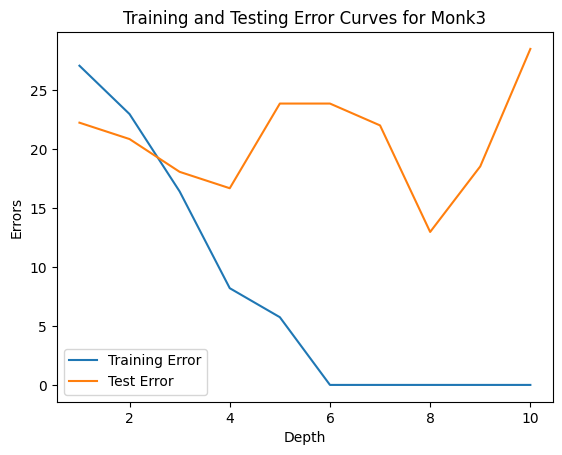 Training and Testing Error Curves for Monk3
Errors
25
20
15
10
5
0
Training Error
Test Error
2
4
6
8
10
Depth